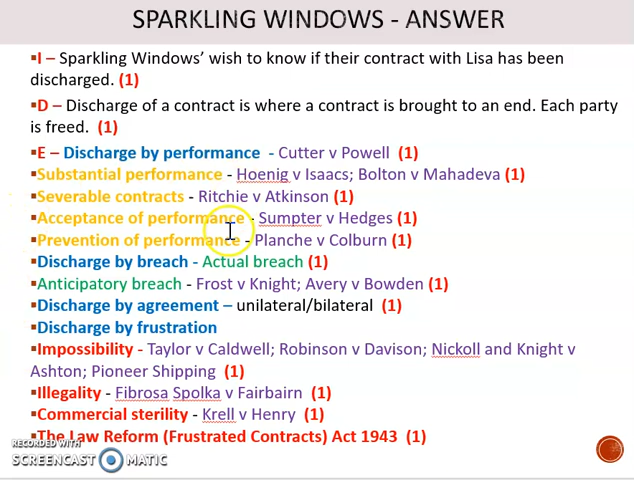 SPARKLING WINDOWS - ANSWER
▪I – Sparkling Windows’ wish to know if their contract with Lisa has been
discharged. (1)
▪D – Discharge of a contract is where a contract is brought to an end. Each party
is freed. (1)
▪E – Discharge by performance - Cutter v Powell (1)
▪Substantial performance - Hoenig v Isaacs; Bolton v Mahadeva (1)
▪Severable contracts - Ritchie v Atkinson (1)
▪Acceptance of performance - Sumpter v Hedges (1)
▪Prevention of performance - Planche v Colburn (1)
▪Discharge by breach - Actual breach (1)
▪Anticipatory breach - Frost v Knight; Avery v Bowden (1)
▪Discharge by agreement – unilateral/bilateral (1)
▪Discharge by frustration
▪Impossibility - Taylor v Caldwell; Robinson v Davison; Nickoll and Knight v
Ashton; Pioneer Shipping (1)
▪Illegality - Fibrosa Spolka v Fairbairn (1)
▪Commercial sterility - Krell v Henry (1)
▪The Law Reform (Frustrated Contracts) Act 1943 (1)
RECORDED WITH
SCREENCAST MATIC